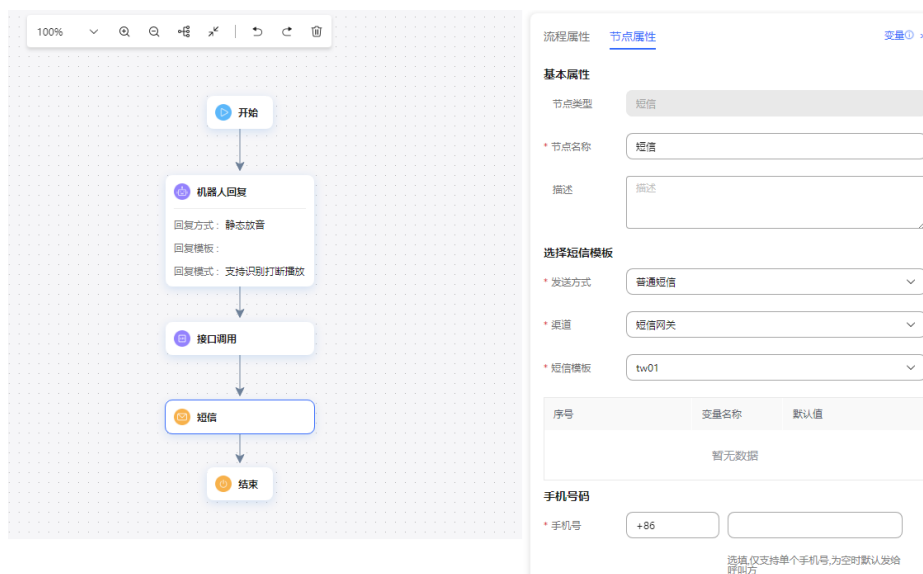 100%
开始
机器人回复
回复方式： 静态放音
回复模板：
回复模式： 支持识别打断播放
接口调用
短信
结束
流程属性 节点属性 变量
基本属性
节点类型 短信
* 节点名称 短信
描述 描述
选择短信模板
* 发送方式 普通短信
* 渠道 短信网关
* 短信模板 tw01
序号 变量名称 默认值
暂无数据
手机号码
* 手机号 +86
选填,仅支持单个手机号,为空时默认发给
呼叫方